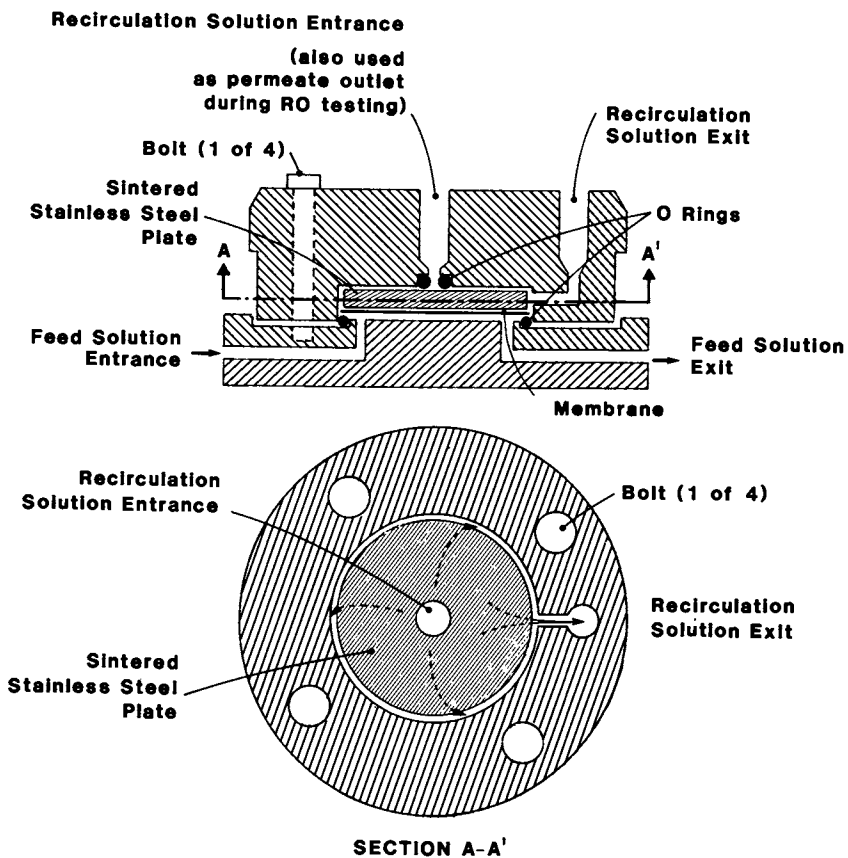 Recirculation Solution Entrance
(also used
as permeate outlet
during RO testing)
Recirculation
Solution Exit
Bolt (1 of 4)
Sintered
Stainless Steel
Plate
O Rings
A
A'
Feed Solution
Entrance
Feed Solution
Exit
Membrane
Recirculation
Solution Entrance
Bolt (1 of 4)
Recirculation
Solution Exit
Sintered
Stainless Steel
Plate
SECTION A-A'